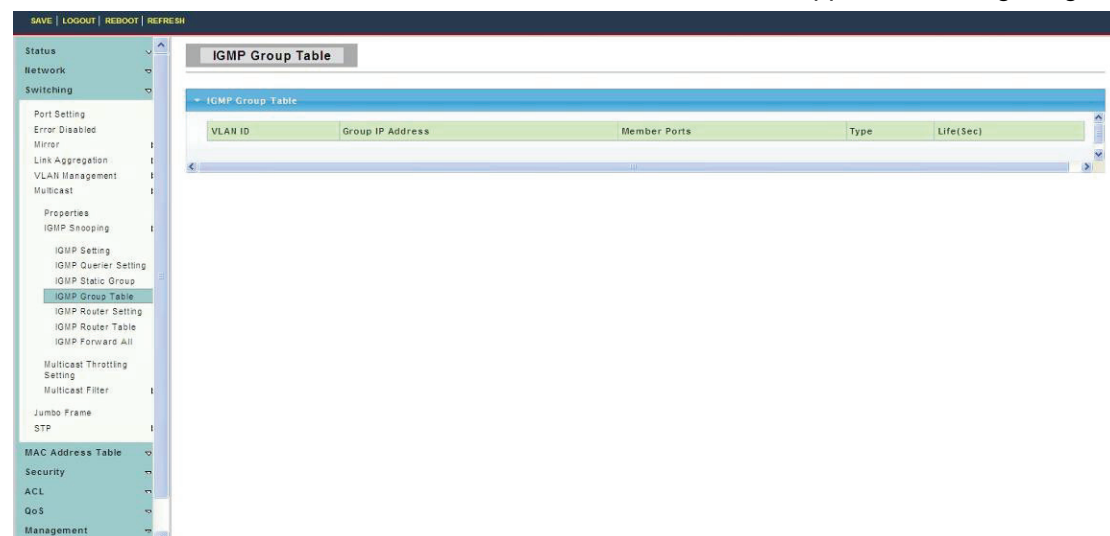 SAVE | LOGOUT | REBOOT | REFRESH
Status
Network
Switching
Port Setting
Error Disabled
Mirror
Link Aggregation
VLAN Management
Multicast
Properties
IGMP Snooping
IGMP Setting
IGMP Querier Setting
IGMP Static Group
IGMP Group Table
IGMP Router Setting
IGMP Router Table
IGMP Forward All
Multicast Throttling
Setting
Multicast Filter
Jumbo Frame
STP
MAC Address Table
Security
ACL
QoS
Management
IGMP Group Table
IGMP Group Table
VLAN ID Group IP Address Member Ports Type Life(Sec)